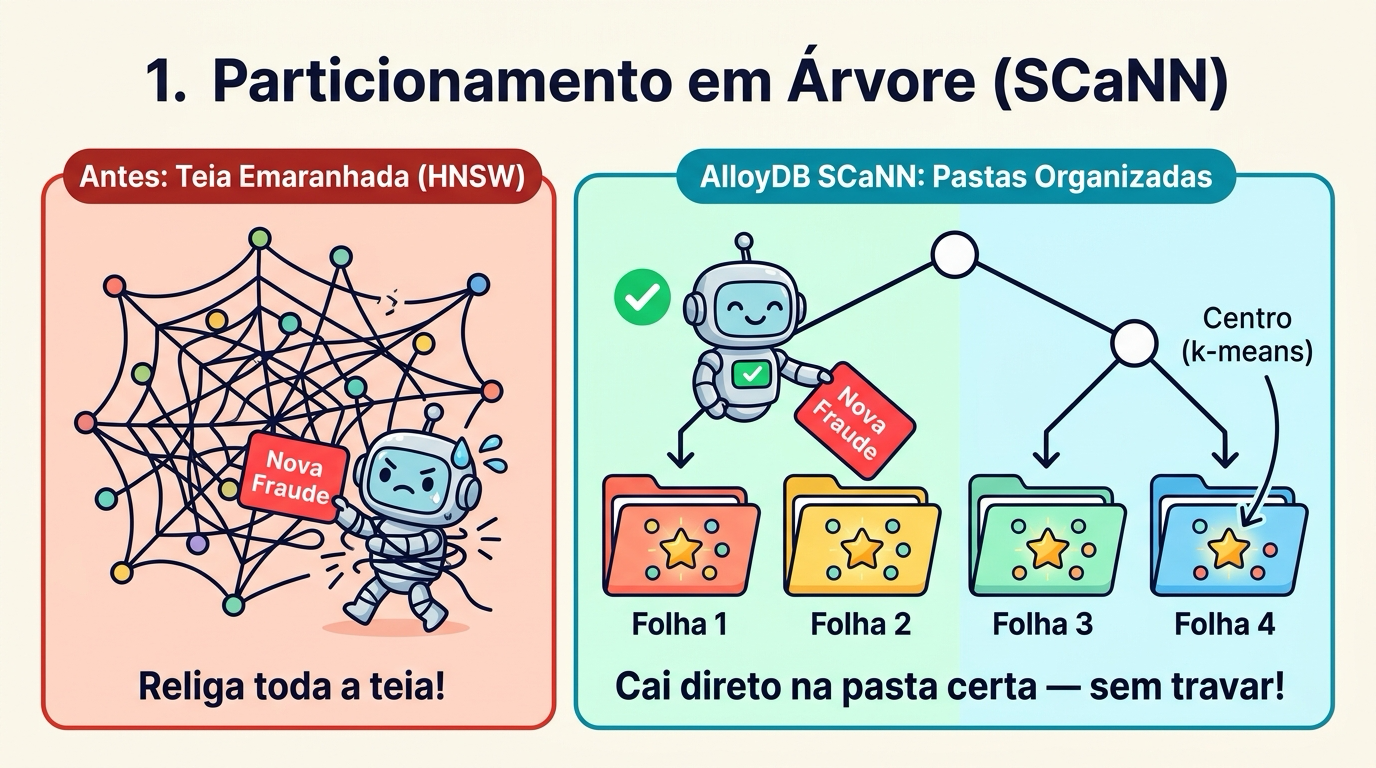 1. Particionamento em Árvore (SCaNN)
Antes: Teia Emaranhada (HNSW)
Nova
Fraude
Religa toda a teia!
AlloyDB SCaNN: Pastas Organizadas
Nova
Fraude
Centro
(k-means)
Folha 1
Folha 2
Folha 3
Folha 4
Cai direto na pasta certa — sem travar!